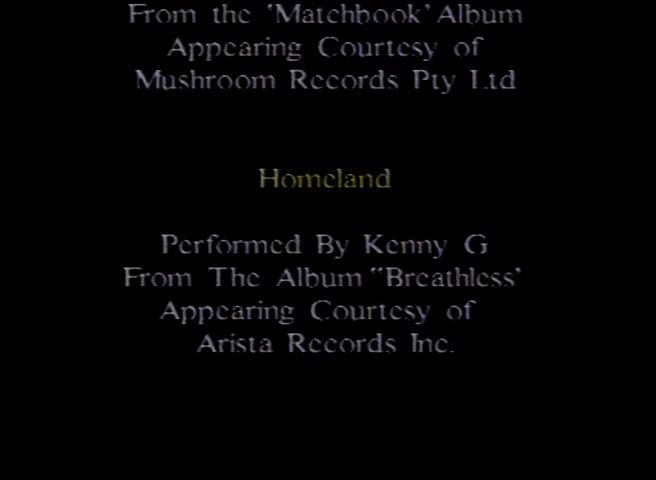 From the 'Matchbook' Album
Appearing Courtesy of
Mushroom Records Pty Ltd
Homeland
Performed By Kenny G
From The Album "Breathless'
Appearing Courtesy of
Arista Records Inc.